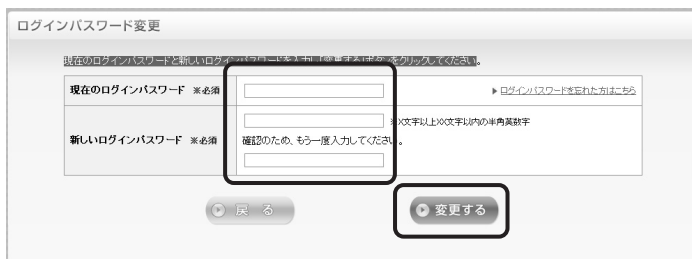 ログインパスワード変更
現在のログインパスワードと新しいログインパスワードを入力し「変更する」ボタンをクリックしてください。
現在のログインパスワード ※必須
ログインパスワードを忘れた方はこちら
新しいログインパスワード ※必須
※XX文字以上XX文字以内の半角英数字
確認のため、もう一度入力してください。
戻る
変更する